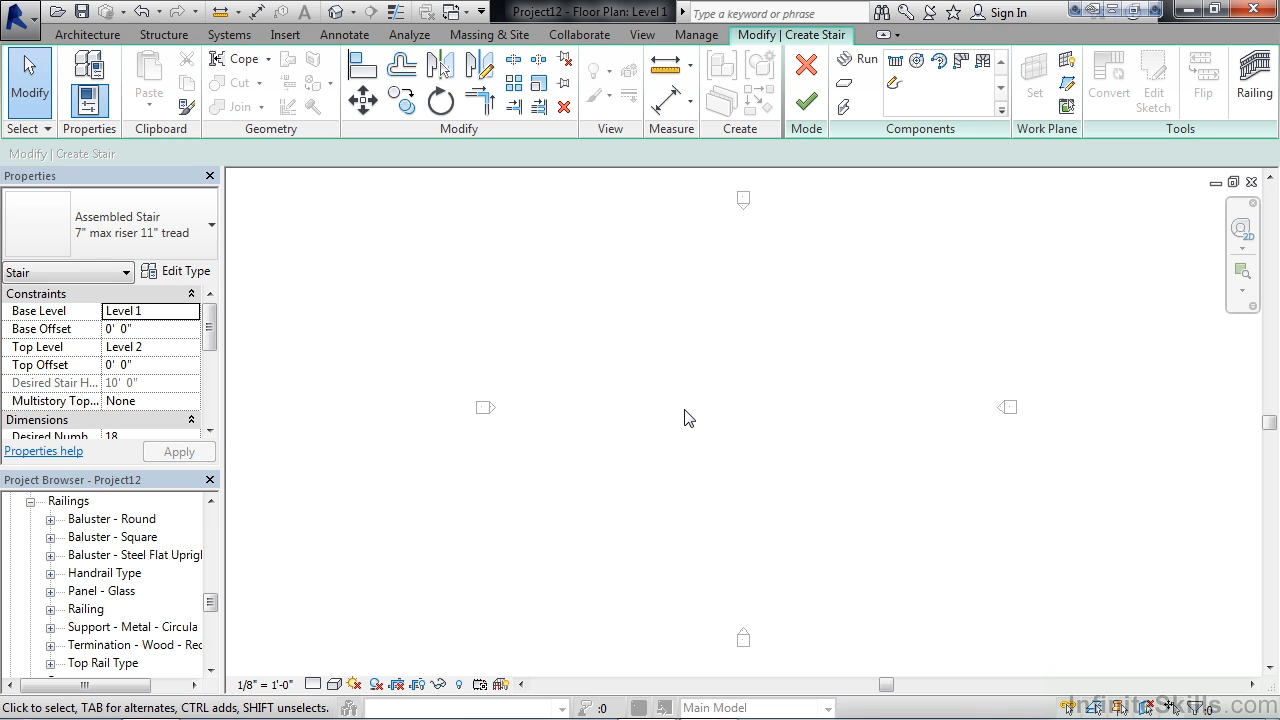 Project12 - Floor Plan: Level 1
Type a keyword or phrase
Sign In
Architecture
Structure
Systems
Insert
Annotate
Analyze
Massing & Site
Collaborate
View
Manage
Modify | Create Stair
Modify
Paste
Cope
Cut
Join
Run
Set
Convert
Edit
Sketch
Flip
Railing
Select
Properties
Clipboard
Geometry
Modify
View
Measure
Create
Mode
Components
Work Plane
Tools
Modify | Create Stair
Properties
Assembled Stair
7" max riser 11" tread
Stair
Edit Type
Constraints
Base Level Level 1
Base Offset 0' 0"
Top Level Level 2
Top Offset 0' 0"
Desired Stair H... 10' 0"
Multistory Top... None
Dimensions
Desired Numb 18
Properties help
Apply
Project Browser - Project12
Railings
Baluster - Round
Baluster - Square
Baluster - Steel Flat Uprigh
Handrail Type
Panel - Glass
Railing
Support - Metal - Circula
Termination - Wood - Rec
Top Rail Type
2D
1/8" = 1'-0"
Click to select, TAB for alternates, CTRL adds, SHIFT unselects.
:0
Main Model
:0
InfiniteSkills.com